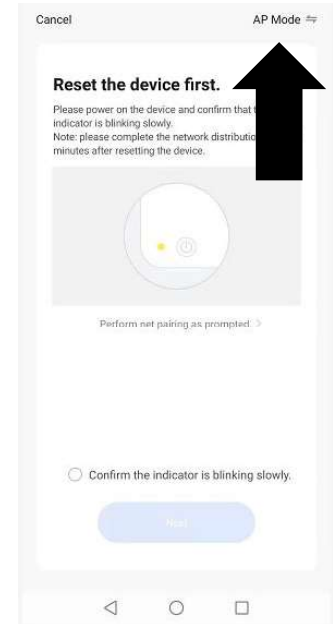 Cancel AP Mode
Reset the device first.
Please power on the device and confirm that
indicator is blinking slowly.
Note: please complete the network
minutes after resetting the device.
Perform net pairing as prompted
Confirm the indicator is blinking slowly.
Next